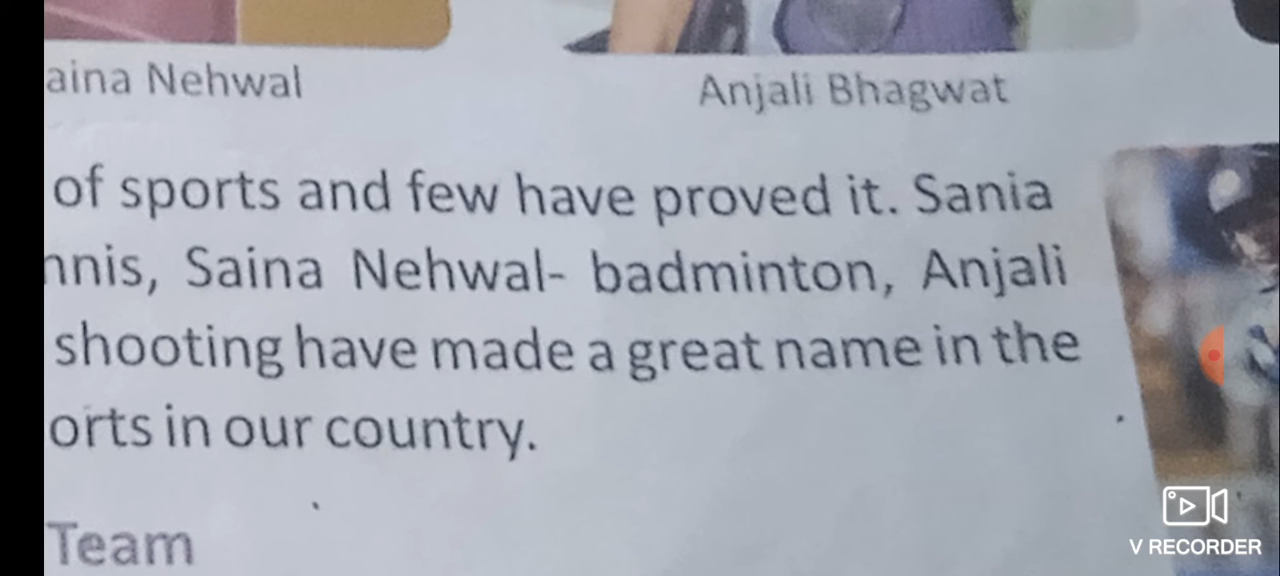 aina Nehwal
Anjali Bhagwat
of sports and few have proved it. Sania
nnis, Saina Nehwal- badminton, Anjali
shooting have made a great name in the
orts in our country.
Team
V RECORDER